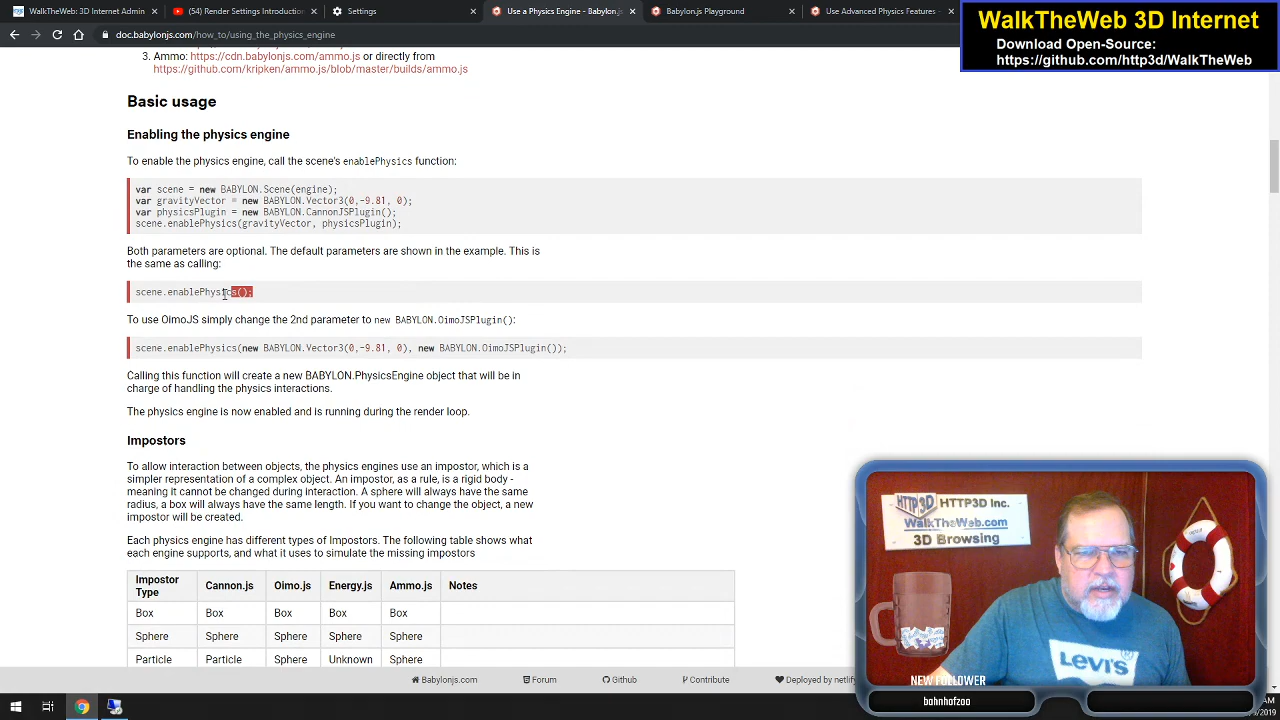 WalkTheWeb: 3D Internet Admin
(54) Render Settings Introduction
Settings
Use a Physics Engine - Babylon.js
Babylon.js Playground
Use Advanced Physics Features -
doc.babylonjs.com/how_to/using_the_physics_engine
WalkTheWeb 3D Internet
Download Open-Source:
https://github.com/http3d/WalkTheWeb
3. Ammo: https://cdn.babylonjs.com/ammo.js or directly from
https://github.com/kripken/ammo.js/blob/master/builds/ammo.js
Basic usage
Enabling the physics engine
To enable the physics engine, call the scene's enablePhysics function:
var scene = new BABYLON.Scene(engine);
var gravityVector = new BABYLON.Vector3(0,-9.81, 0);
var physicsPlugin = new BABYLON.CannonJSPlugin();
scene.enablePhysics(gravityVector, physicsPlugin);
Both parameters are optional. The default parameters are shown in the example. This is
the same as calling:
scene.enablePhysics();
To use OimoJS simply change the 2nd parameter to new BABYLON.OimoJSPlugin():
scene.enablePhysics(new BABYLON.Vector3(0,-9.81, 0), new BABYLON.OimoJSPlugin());
Calling this function will create a new BABYLON.PhysicsEngine object that will be in
charge of handling the physics interactions.
The physics engine is now enabled and is running during the render loop.
Impostors
To allow interaction between objects, the physics engines use an impostor, which is a
simpler representation of a complex object. An impostor, as a rule, is a rigid body -
meaning it cannot be changed during interaction. A sphere will always have the same
radius, a box will always have the same length. If you want to change the object, a new
impostor will be created.
Each physics engine has different types of Impostors. The following table shows what
each engine supports, and what it uses to simulate the missing impostors
Impostor Type Cannon.js Oimo.js Energy.js Ammo.js Notes
Box Box Box Box Box
Sphere Sphere Sphere Sphere Sphere
Particle Particle Sphere Unknown Sphere
Babylonjs.com Forum Github Contribute Deployed by netlify
HTTP3D HTTP3D Inc.
WalkTheWeb.com
3D Browsing
Levi's
NEW FOLLOWER
bahnhofzoo